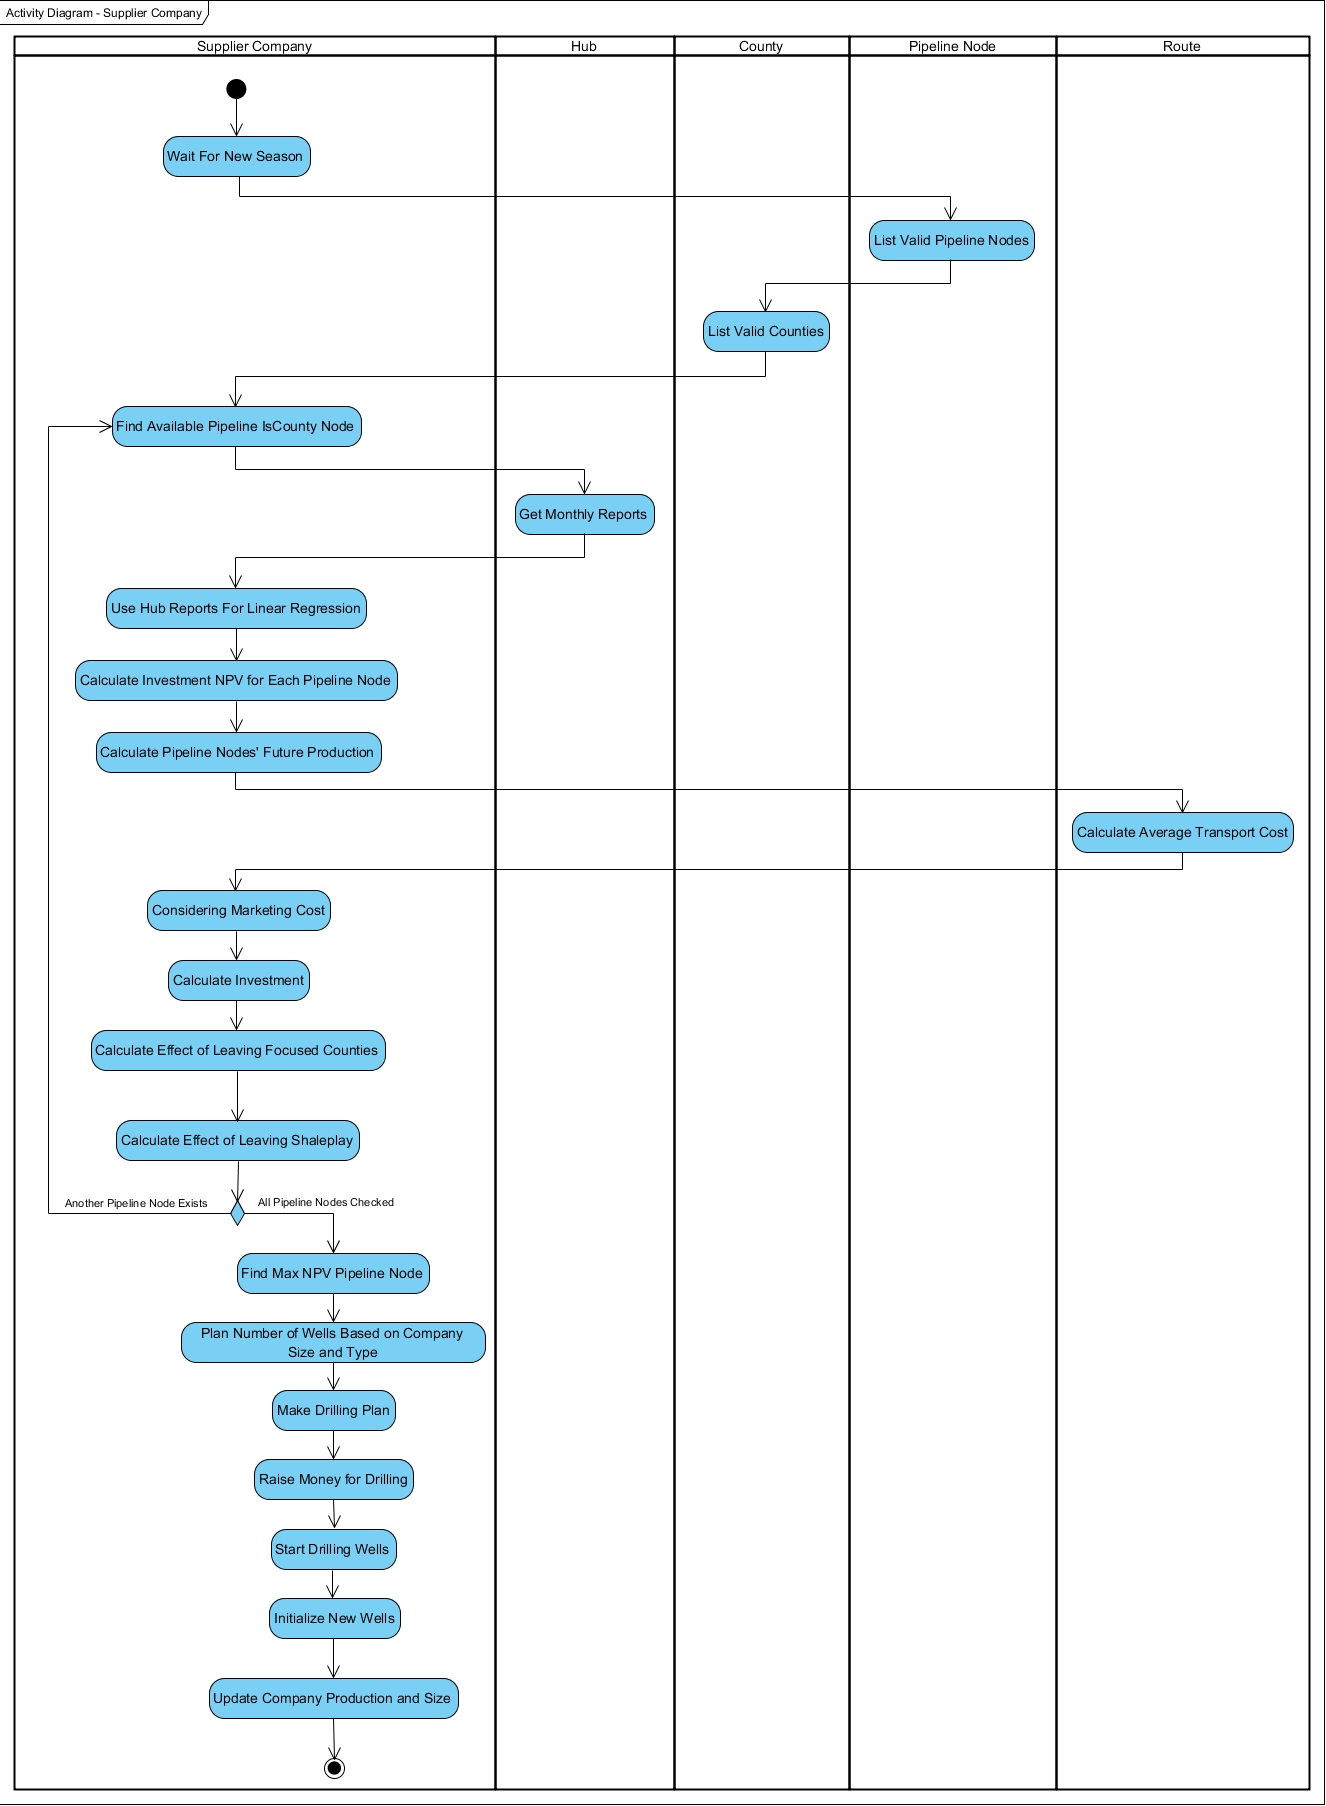 Activity Diagram - Supplier Company
Supplier Company
Hub
County
Pipeline Node
Route
Wait For New Season
List Valid Pipeline Nodes
List Valid Counties
Find Available Pipeline IsCounty Node
Get Monthly Reports
Use Hub Reports For Linear Regression
Calculate Investment NPV for Each Pipeline Node
Calculate Pipeline Nodes' Future Production
Calculate Average Transport Cost
Considering Marketing Cost
Calculate Investment
Calculate Effect of Leaving Focused Counties
Calculate Effect of Leaving Shaleplay
Another Pipeline Node Exists
All Pipeline Nodes Checked
Find Max NPV Pipeline Node
Plan Number of Wells Based on Company
Size and Type
Make Drilling Plan
Raise Money for Drilling
Start Drilling Wells
Initialize New Wells
Update Company Production and Size